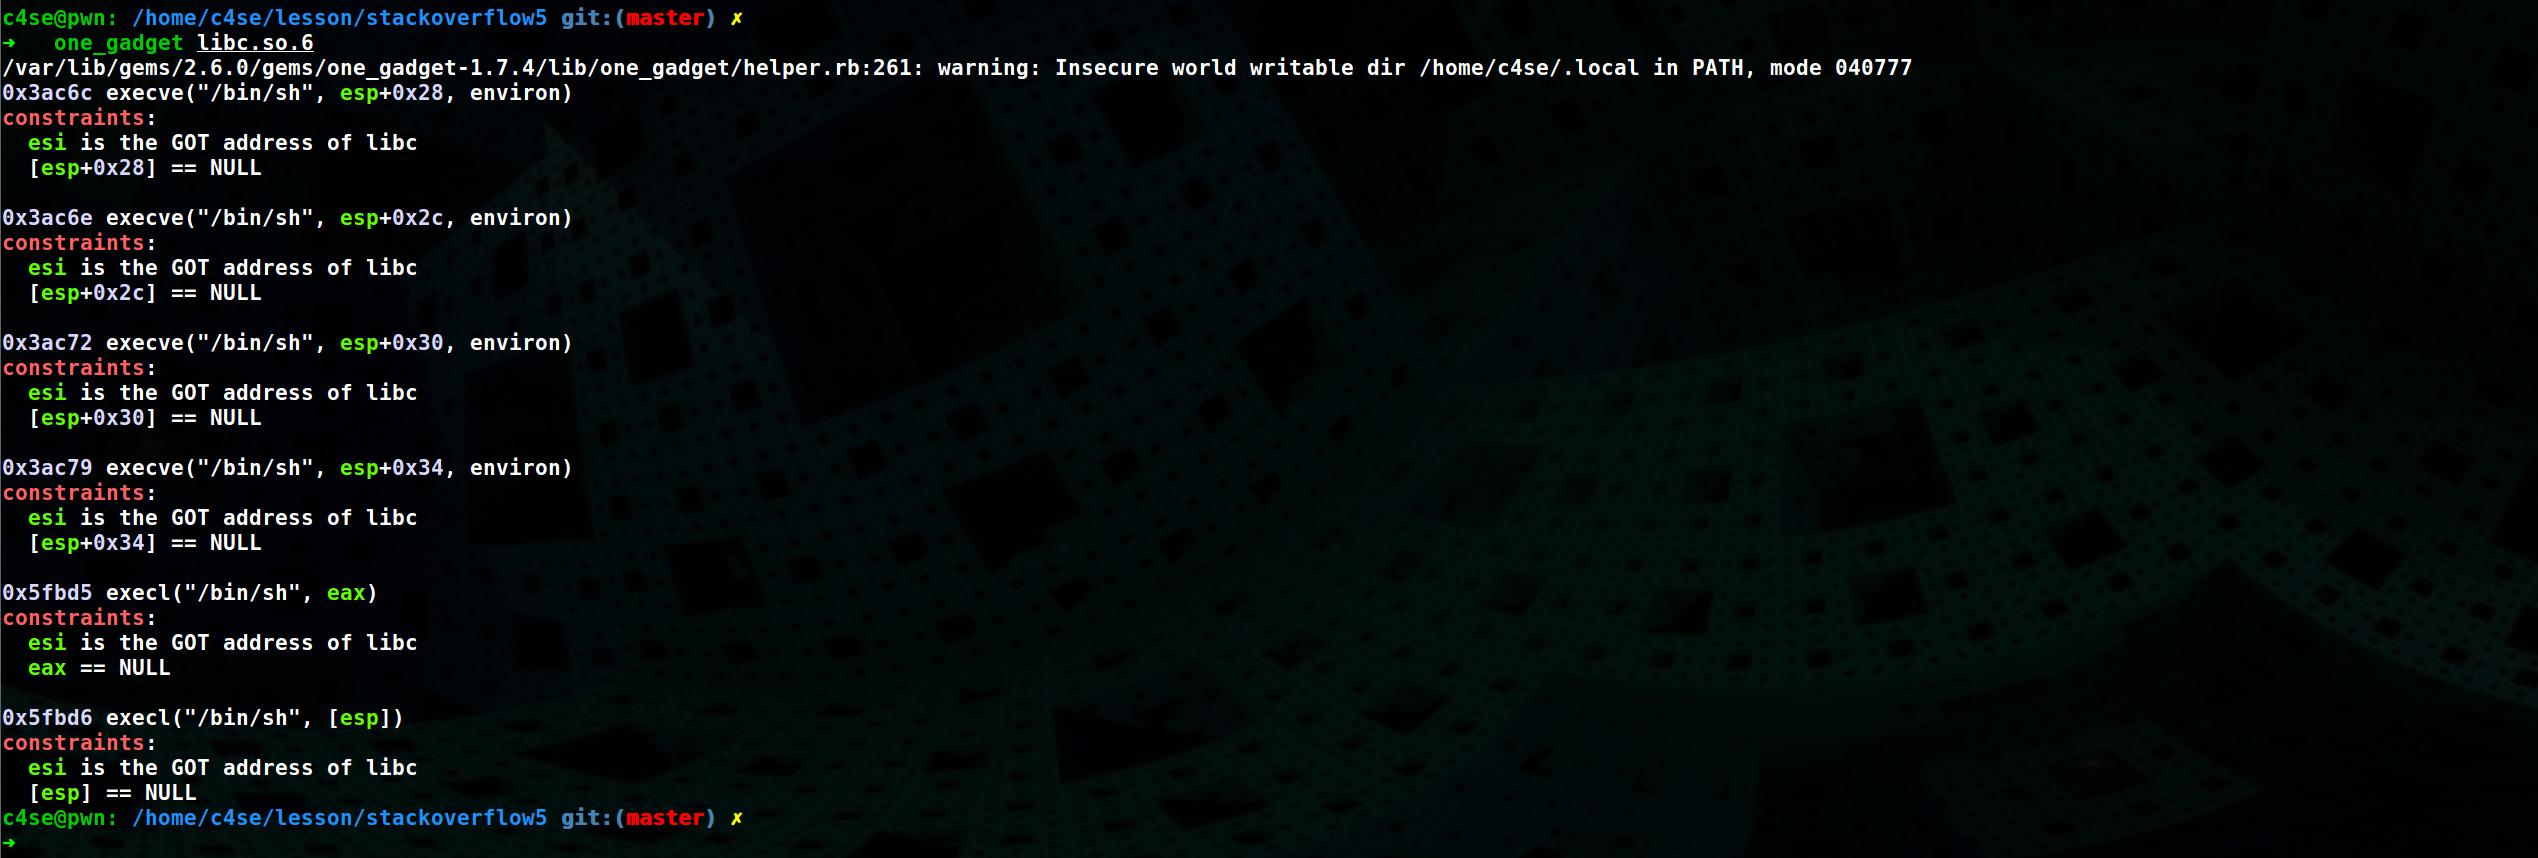 c4se@pwn: /home/c4se/lesson/stackoverflow5 git:(master) ✗
➜   one_gadget libc.so.6
/var/lib/gems/2.6.0/gems/one_gadget-1.7.4/lib/one_gadget/helper.rb:261: warning: Insecure world writable dir /home/c4se/.local in PATH, mode 040777
0x3ac6c execve("/bin/sh", esp+0x28, environ)
constraints:
  esi is the GOT address of libc
  [esp+0x28] == NULL

0x3ac6e execve("/bin/sh", esp+0x2c, environ)
constraints:
  esi is the GOT address of libc
  [esp+0x2c] == NULL

0x3ac72 execve("/bin/sh", esp+0x30, environ)
constraints:
  esi is the GOT address of libc
  [esp+0x30] == NULL

0x3ac79 execve("/bin/sh", esp+0x34, environ)
constraints:
  esi is the GOT address of libc
  [esp+0x34] == NULL

0x5fbd5 execl("/bin/sh", eax)
constraints:
  esi is the GOT address of libc
  eax == NULL

0x5fbd6 execl("/bin/sh", [esp])
constraints:
  esi is the GOT address of libc
  [esp] == NULL
c4se@pwn: /home/c4se/lesson/stackoverflow5 git:(master) ✗
➜